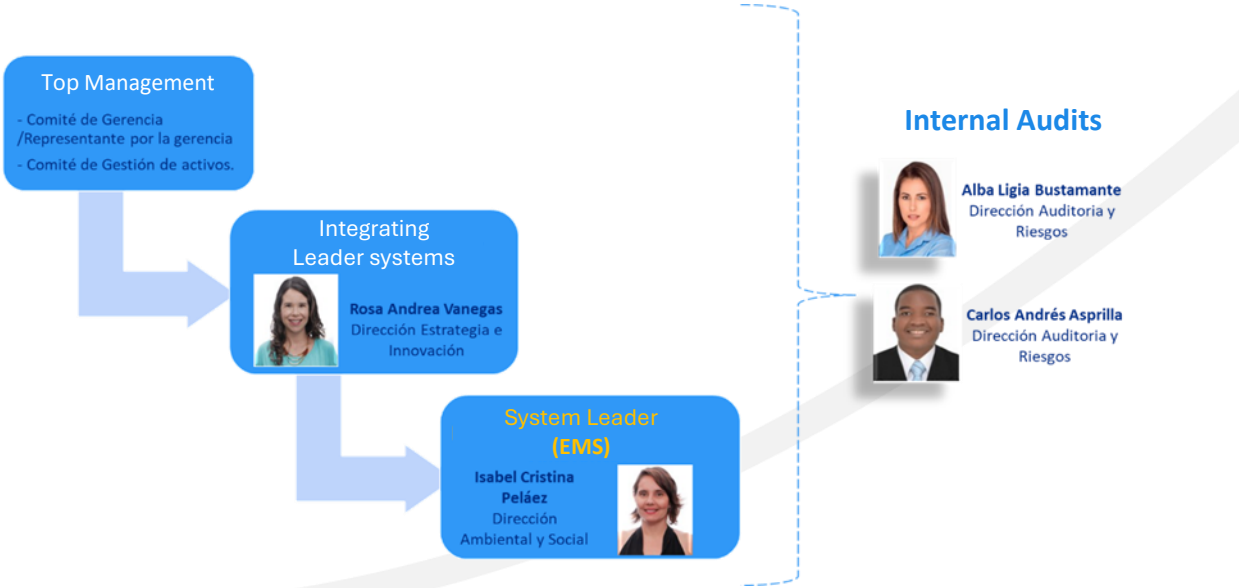 Top Management
- Comité de Gerencia
/Representante por la gerencia
- Comité de Gestión de activos.
Integrating
Leader systems
Rosa Andrea Vanegas
Dirección Estrategia e
Innovación
System Leader
(EMS)
Isabel Cristina
Peláez
Dirección
Ambiental y Social
Internal Audits
Alba Ligia Bustamante
Dirección Auditoria y
Riesgos
Carlos Andrés Asprilla
Dirección Auditoria y
Riesgos